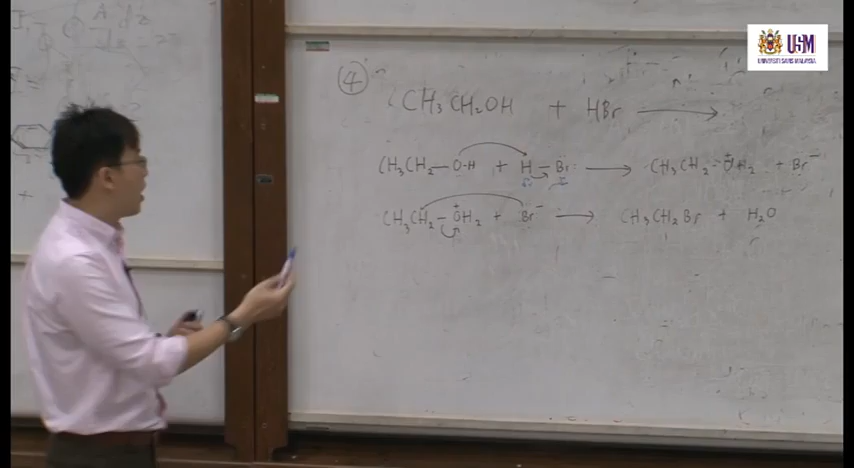 USM
UNIVERSITI SAINS MALAYSIA
④ CH₃CH₂OH + HBr ⟶
CH₃CH₂—O-H + H—Br: ⟶ CH₃CH₂-O⁺H₂ + Br⁻
CH₃CH₂—O⁺H₂ + Br⁻ ⟶ CH₃CH₂Br + H₂O